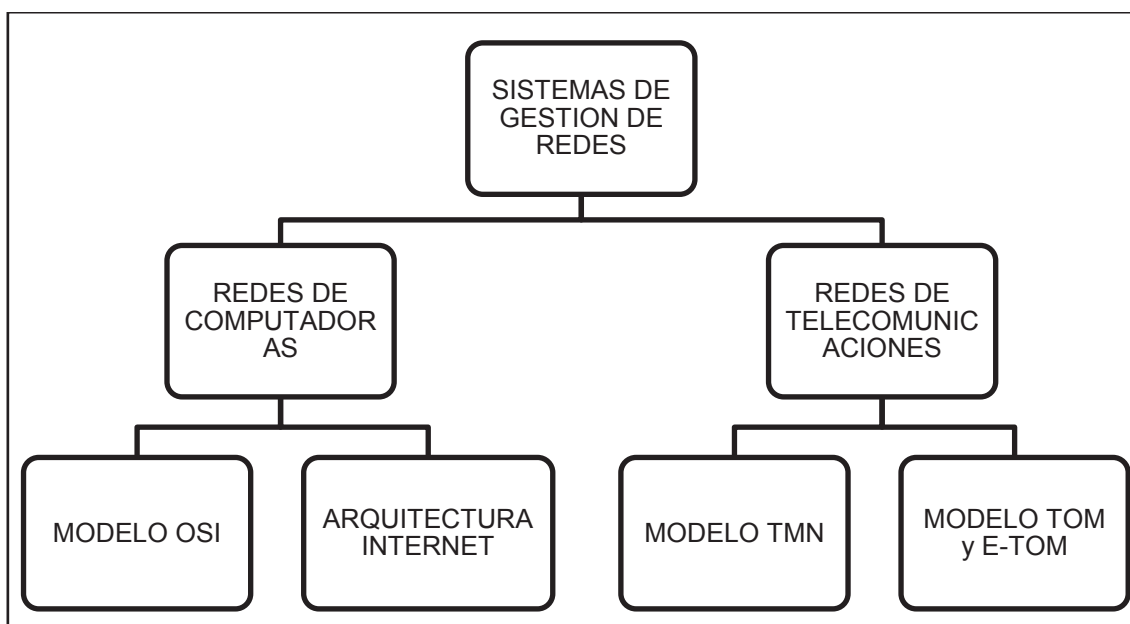 SISTEMAS DE
GESTION DE
REDES
REDES DE
COMPUTADOR
AS
REDES DE
TELECOMUNIC
ACIONES
MODELO OSI
ARQUITECTURA
INTERNET
MODELO TMN
MODELO TOM
y E-TOM